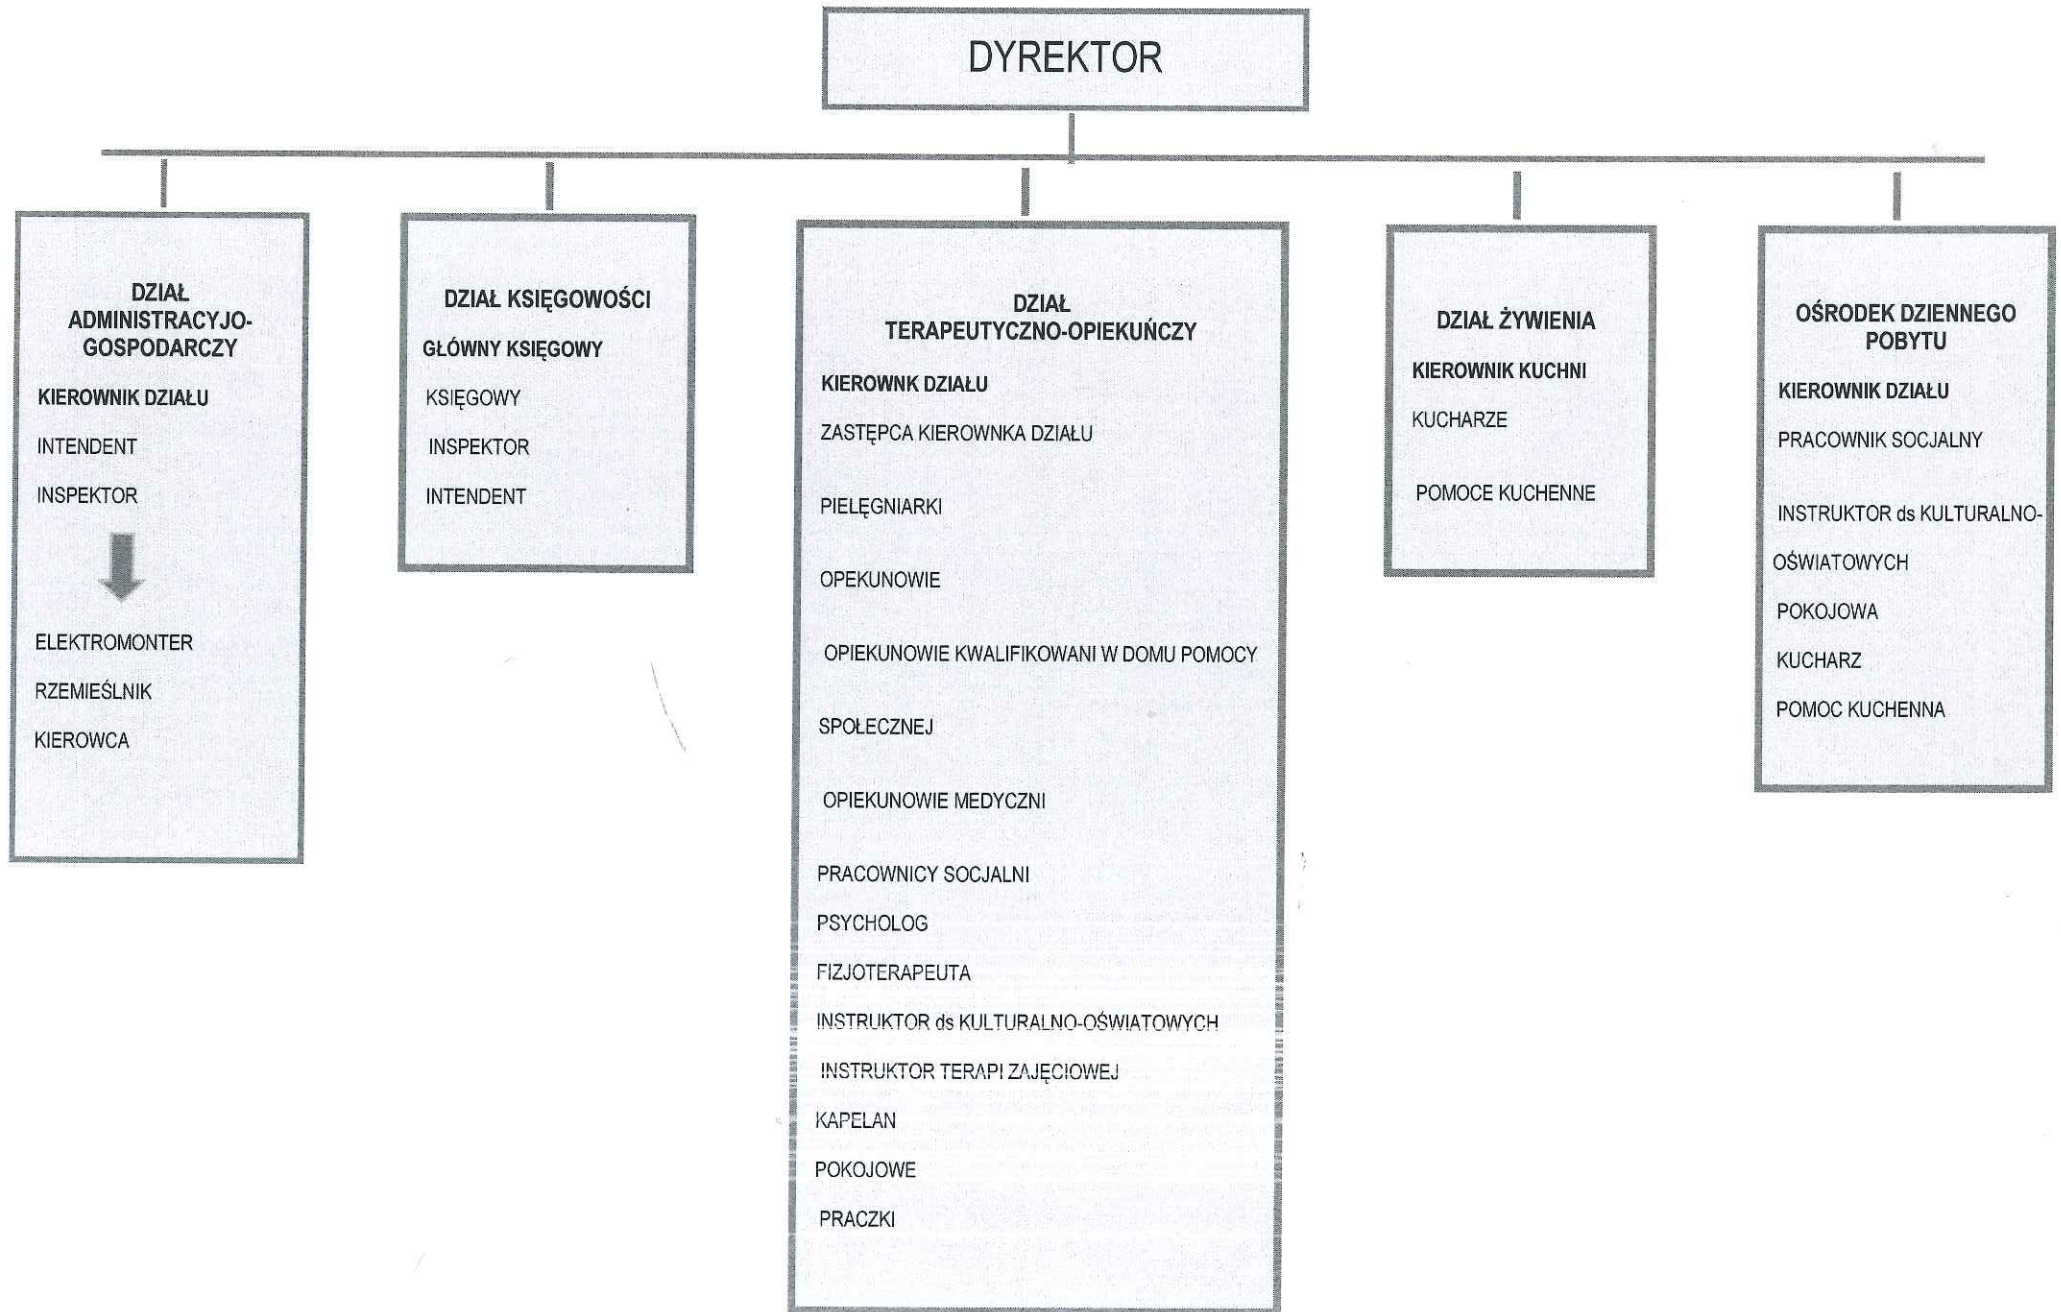 DYREKTOR
DZIAŁ
ADMINISTRACYJO-
GOSPODARCZY
KIEROWNIK DZIAŁU
INTENDENT
INSPEKTOR
ELEKTROMONTER
RZEMIEŚLNIK
KIEROWCA
DZIAŁ KSIĘGOWOŚCI
GŁÓWNY KSIĘGOWY
KSIĘGOWY
INSPEKTOR
INTENDENT
DZIAŁ
TERAPEUTYCZNO-OPIEKUŃCZY
KIEROWNK DZIAŁU
ZASTĘPCA KIEROWNKA DZIAŁU
PIELĘGNIARKI
OPEKUNOWIE
OPIEKUNOWIE KWALIFIKOWANI W DOMU POMOCY
SPOŁECZNEJ
OPIEKUNOWIE MEDYCZNI
PRACOWNICY SOCJALNI
PSYCHOLOG
FIZJOTERAPEUTA
INSTRUKTOR ds KULTURALNO-OŚWIATOWYCH
INSTRUKTOR TERAPI ZAJĘCIOWEJ
KAPELAN
POKOJOWE
PRACZKI
DZIAŁ ŻYWIENIA
KIEROWNIK KUCHNI
KUCHARZE
POMOCE KUCHENNE
OŚRODEK DZIENNEGO
POBYTU
KIEROWNIK DZIAŁU
PRACOWNIK SOCJALNY
INSTRUKTOR ds KULTURALNO-
OŚWIATOWYCH
POKOJOWA
KUCHARZ
POMOC KUCHENNA